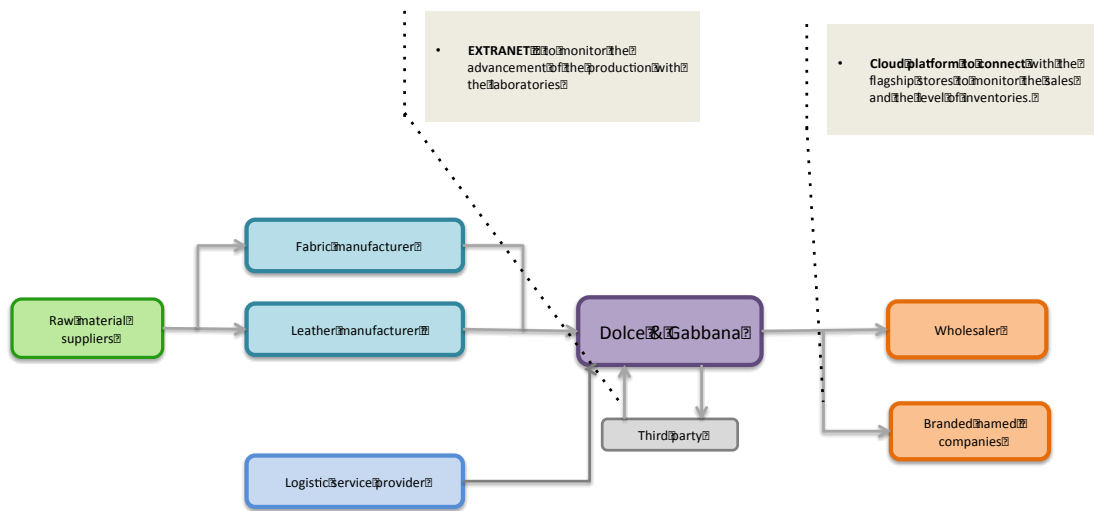 • EXTRANET to monitor the
advancement of the production with
the laboratories
• Cloud platform to connect with the
flagship stores to monitor the sales
and the level of inventories.
Fabric manufacturer
Raw material
suppliers
Leather manufacturer
Dolce & Gabbana
Wholesaler
Third party
Branded named
companies
Logistic service provider